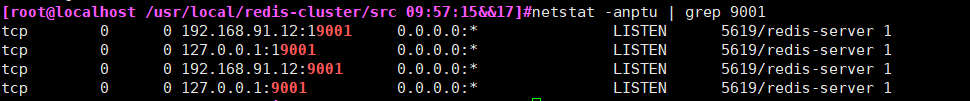 [root@localhost /usr/local/redis-cluster/src 09:57:15&&17]#netstat -anptu | grep 9001
tcp 0 0 192.168.91.12:19001 0.0.0.0:* LISTEN 5619/redis-server 1
tcp 0 0 127.0.0.1:19001 0.0.0.0:* LISTEN 5619/redis-server 1
tcp 0 0 192.168.91.12:9001 0.0.0.0:* LISTEN 5619/redis-server 1
tcp 0 0 127.0.0.1:9001 0.0.0.0:* LISTEN 5619/redis-server 1